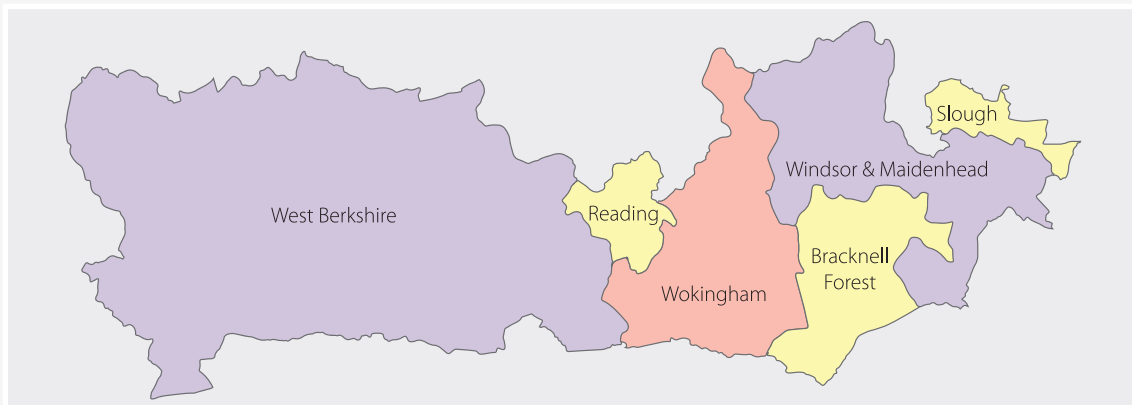 Slough
Windsor & Maidenhead
West Berkshire
Reading
Bracknell
Forest
Wokingham